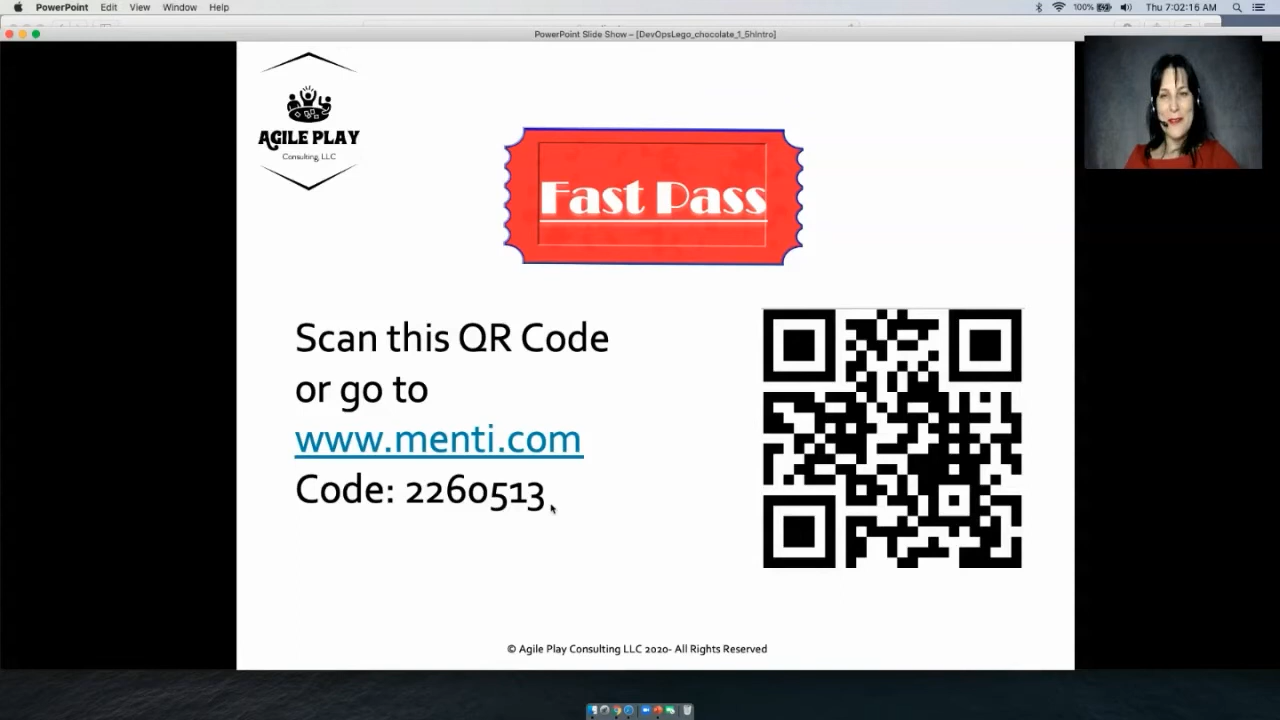 PowerPoint Edit View Window Help
100% Thu 7:02:16 AM
PowerPoint Slide Show – [DevOpsLego_chocolate_1_5hIntro]
AGILE PLAY
Consulting, LLC
Fast Pass
Scan this QR Code
or go to
www.menti.com
Code: 2260513
© Agile Play Consulting LLC 2020- All Rights Reserved